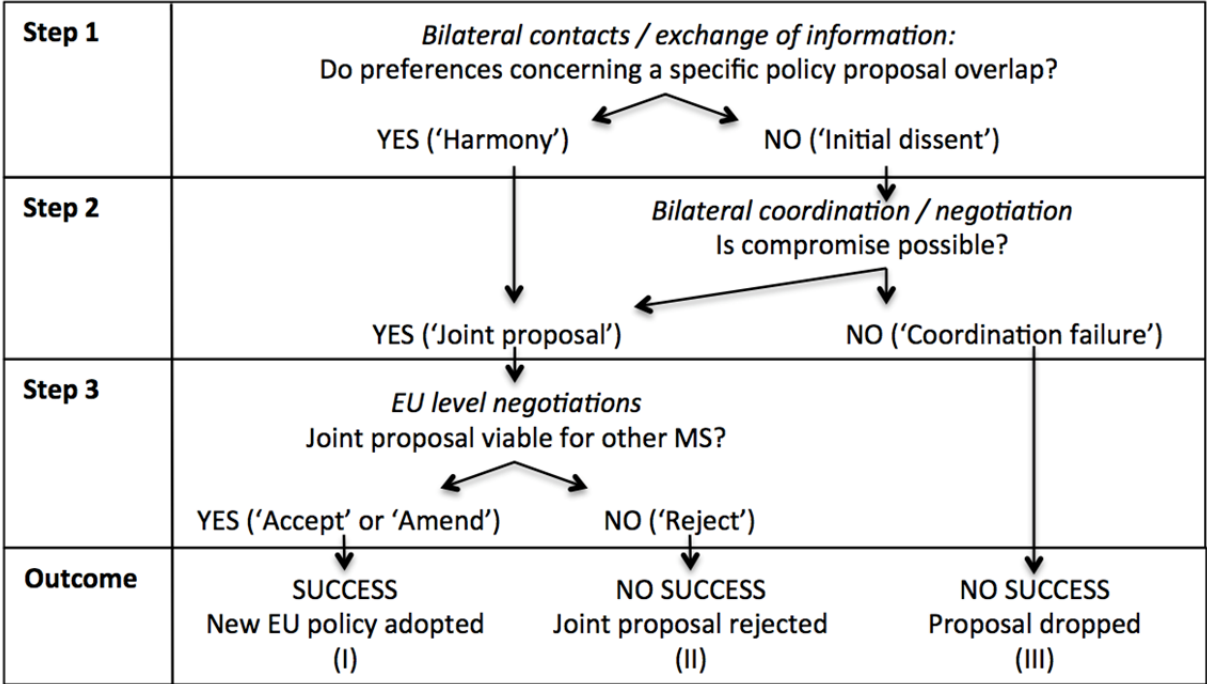 Step 1
Bilateral contacts / exchange of information:
Do preferences concerning a specific policy proposal overlap?
YES (‘Harmony’)
NO (‘Initial dissent’)
Step 2
Bilateral coordination / negotiation
Is compromise possible?
YES (‘Joint proposal’)
NO (‘Coordination failure’)
Step 3
EU level negotiations
Joint proposal viable for other MS?
YES (‘Accept’ or ‘Amend’)
NO (‘Reject’)
Outcome
SUCCESS
New EU policy adopted
(I)
NO SUCCESS
Joint proposal rejected
(II)
NO SUCCESS
Proposal dropped
(III)